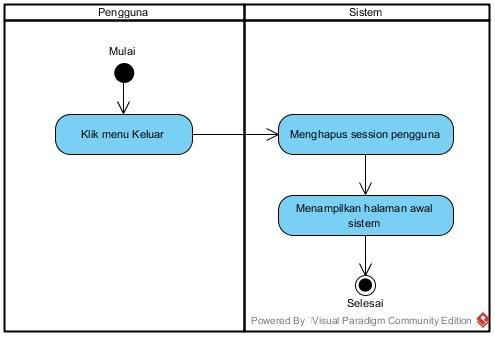 Pengguna
Sistem
Mulai
Klik menu Keluar
Menghapus session pengguna
Menampilkan halaman awal
sistem
Selesai
Powered By Visual Paradigm Community Edition